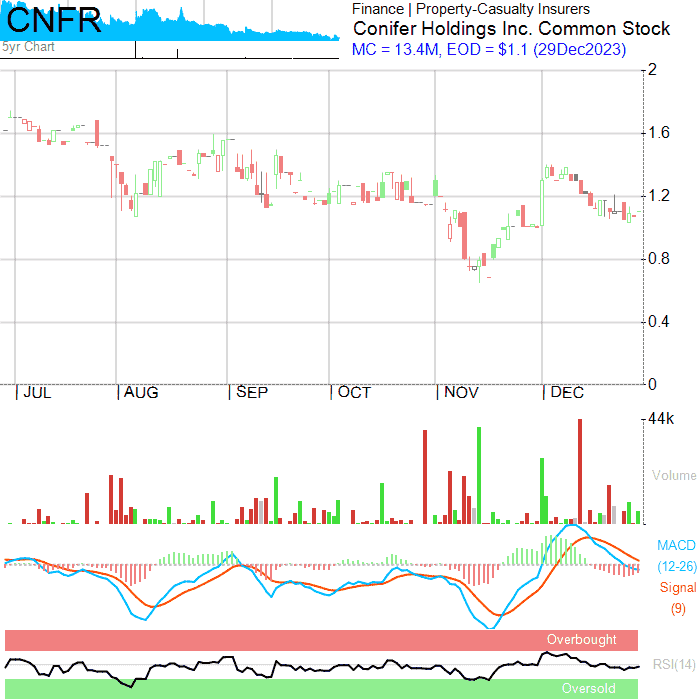 CNFR
5yr Chart
Finance | Property-Casualty Insurers
Conifer Holdings Inc. Common Stock
MC = 13.4M, EOD = $1.1 (29Dec2023)
2
1.6
1.2
0.8
0.4
0
JUL AUG SEP OCT NOV DEC
44k
Volume
MACD
(12-26)
Signal
(9)
Overbought
RSI(14)
Oversold